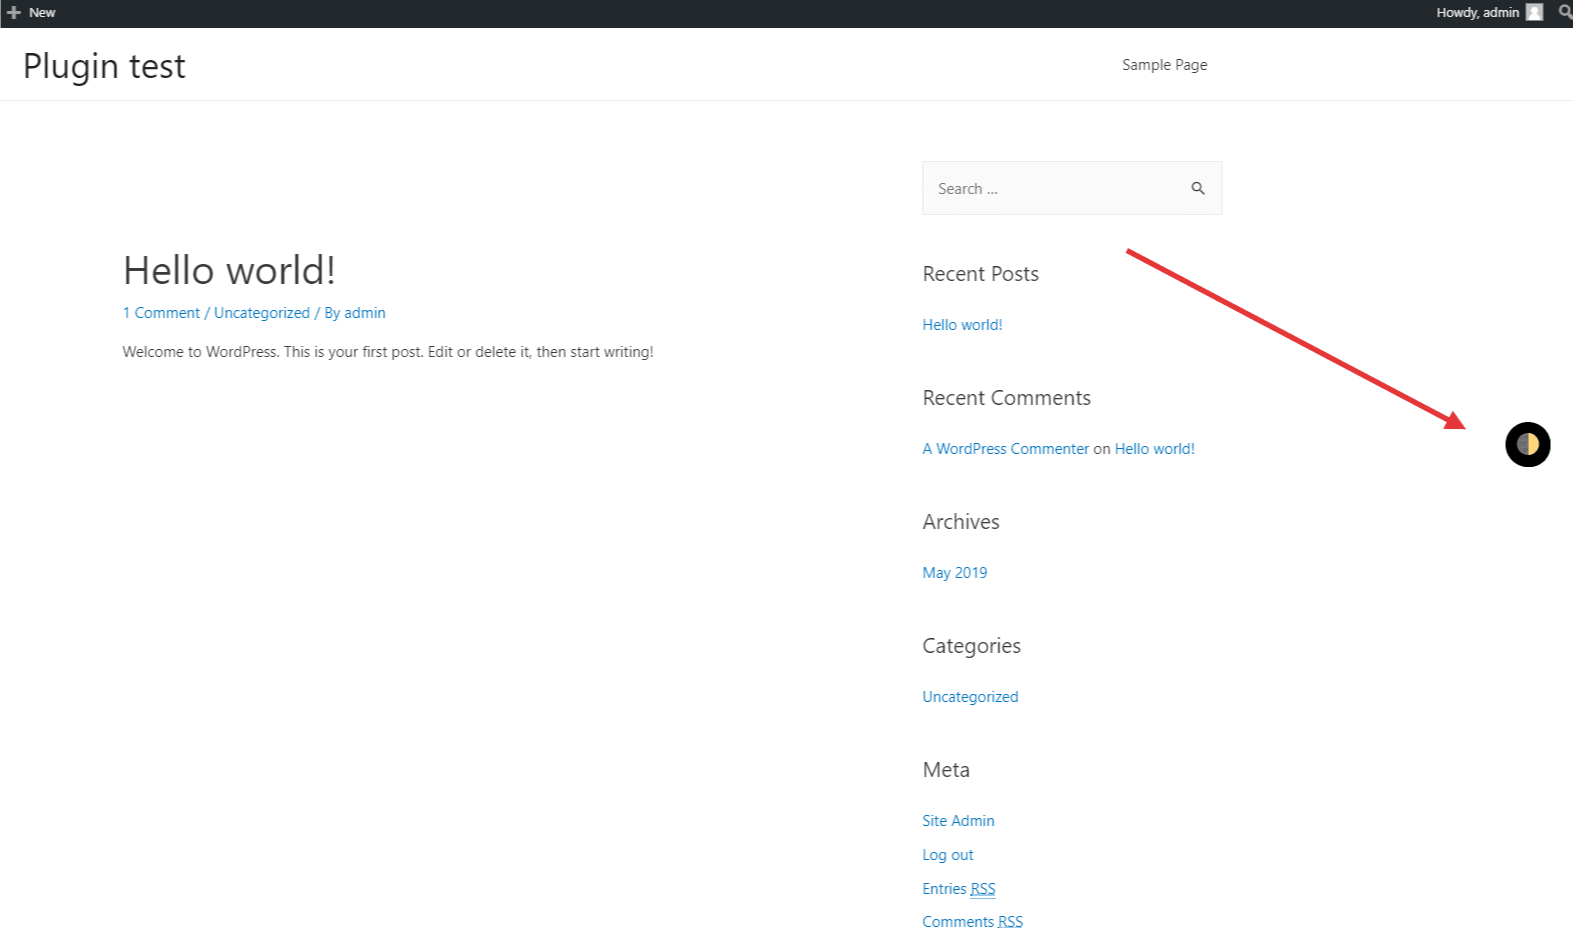 New
Howdy, admin
Plugin test
Sample Page
Search ...
Hello world!
1 Comment / Uncategorized / By admin
Welcome to WordPress. This is your first post. Edit or delete it, then start writing!
Recent Posts
Hello world!
Recent Comments
A WordPress Commenter on Hello world!
Archives
May 2019
Categories
Uncategorized
Meta
Site Admin
Log out
Entries RSS
Comments RSS